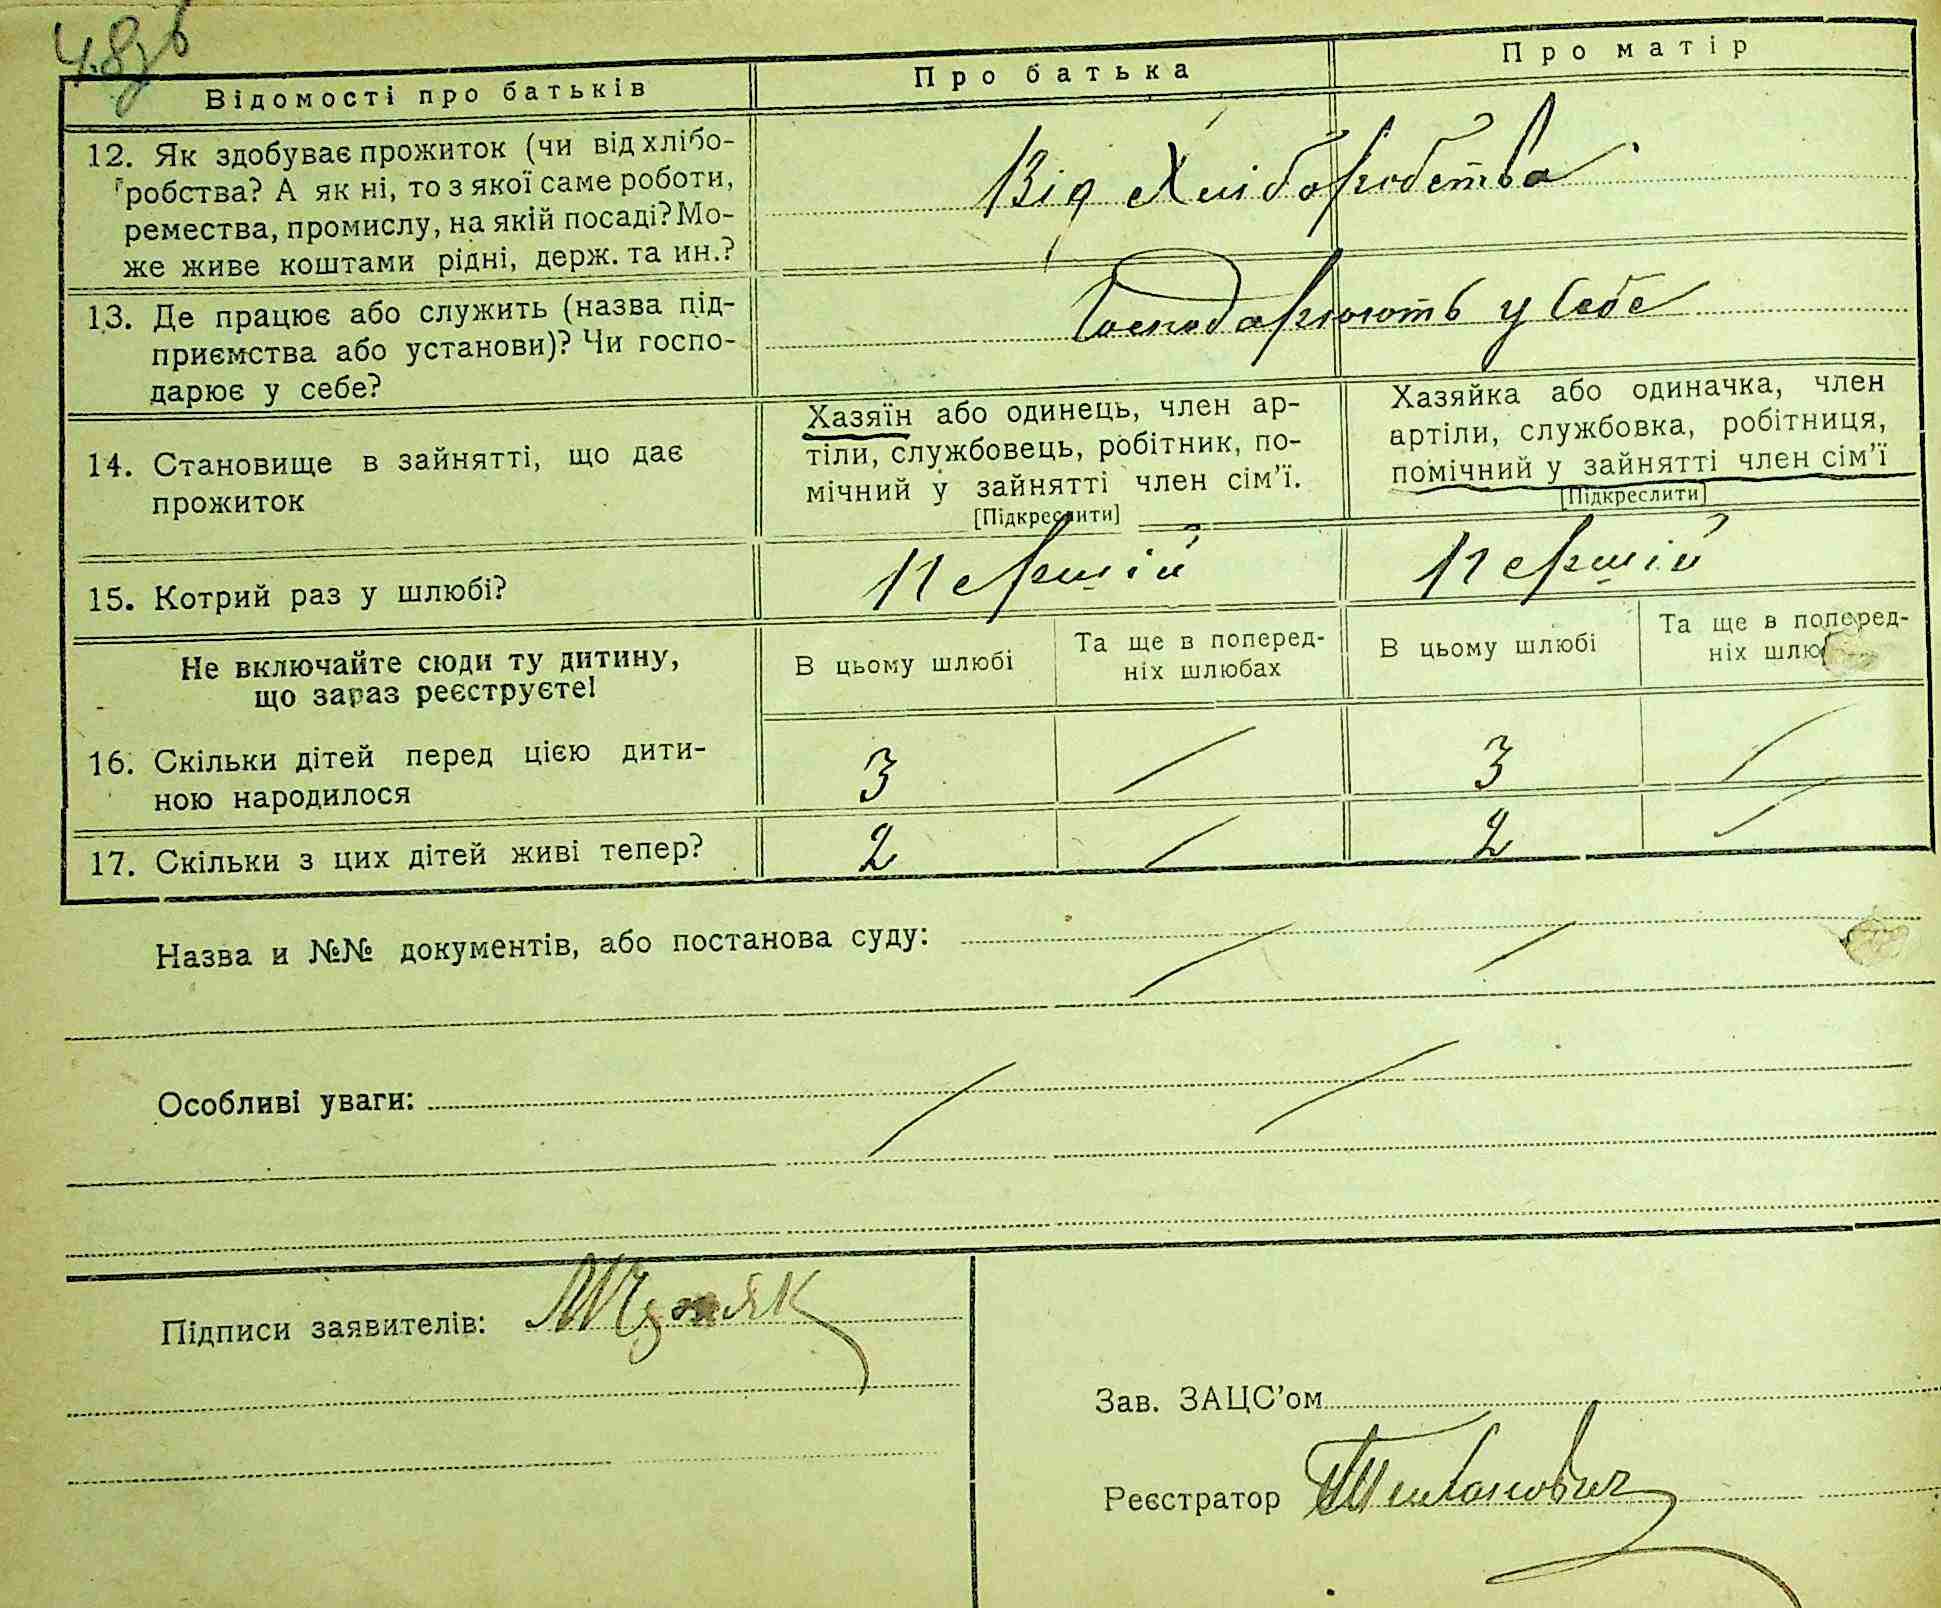 Відомості про батьків
Про батька
Про матір
12. Як здобуває прожиток (чи від хлібо-
робства? А як ні, то з якої саме роботи,
ремества, промислу, на якій посаді? Мо-
же живе коштами рідні, держ. та ин.?
Від Хліборобства
13. Де працює або служить (назва під-
приємства або установи)? Чи госпо-
дарює у себе?
Господарюють у себе
14. Становище в зайнятті, що дає
прожиток
Хазяїн або одинець, член ар-
тіли, службовець, робітник, по-
мічний у зайнятті член сім'ї.
[Підкреслити]
Хазяйка або одиначка, член
артіли, службовка, робітниця,
помічний у зайнятті член сім'ї
[Підкреслити]
15. Котрий раз у шлюбі?
Першій
Першій
Не включайте сюди ту дитину,
що зараз реєструєте!
В цьому шлюбі
Та ще в поперед-
ніх шлюбах
В цьому шлюбі
Та ще в поперед-
ніх шлю
16. Скільки дітей перед цією дити-
ною народилося
3 / 3 /
17. Скільки з цих дітей живі тепер?
2 / 2 /
Назва и №№ документів, або постанова суду: / /
Особливі уваги: / /
Підписи заявителів:
Зав. ЗАЦС'ом
Реєстратор